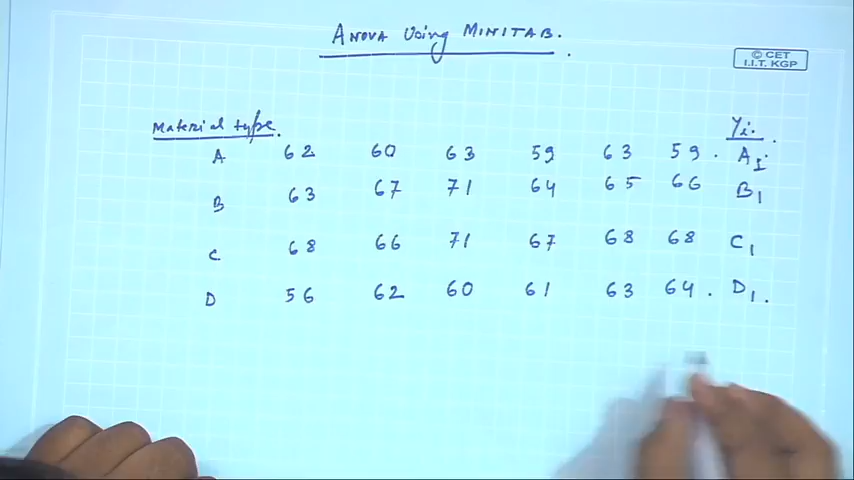 ANOVA Using MINITAB.
© CET
I.I.T. KGP
Material type. Yi..
A 62 60 63 59 63 59. A1
B 63 67 71 64 65 66 B1
C 68 66 71 67 68 68 C1
D 56 62 60 61 63 64. D1.